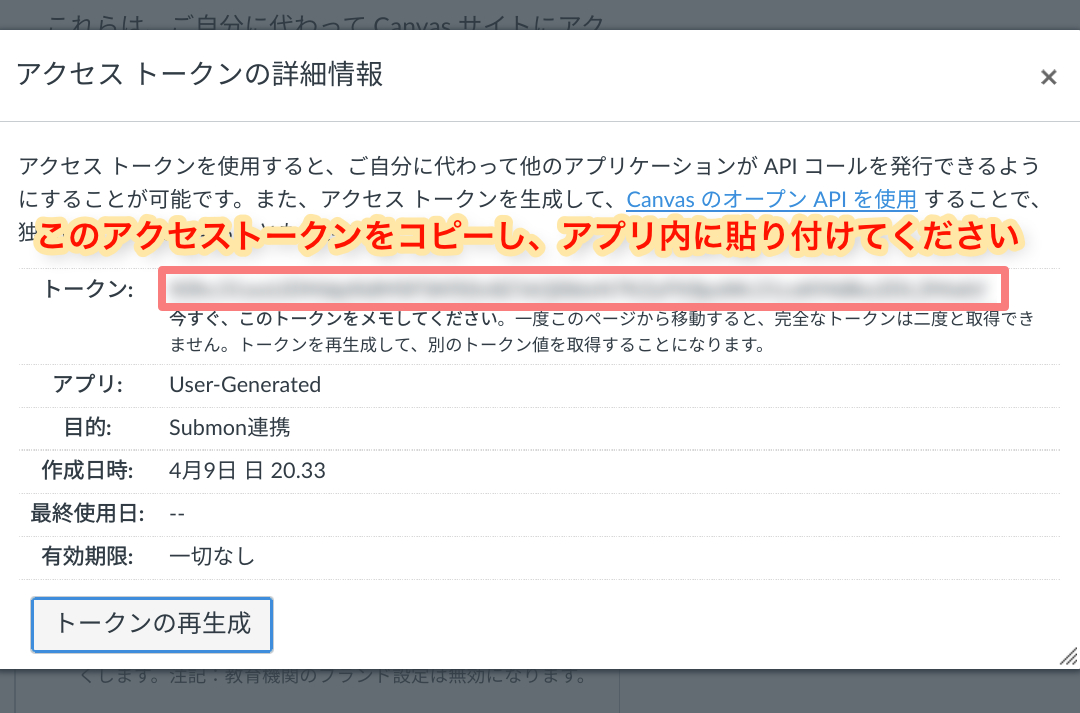 これらは、ご自分に代わって Canvas サイトにアク
アクセス トークンの詳細情報
×
アクセス トークンを使用すると、ご自分に代わって他のアプリケーションが API コールを発行できるよう
にすることが可能です。また、アクセス トークンを生成して、Canvas のオープン API を使用 することで、
独
このアクセストークンをコピーし、アプリ内に貼り付けてください
トークン:
今すぐ、このトークンをメモしてください。一度このページから移動すると、完全なトークンは二度と取得でき
ません。トークンを再生成して、別のトークン値を取得することになります。
アプリ: User-Generated
目的: Submon連携
作成日時: 4月9日 日 20.33
最終使用日: --
有効期限: 一切なし
トークンの再生成
くします。注記：教育機関のブランド設定は無効になります。